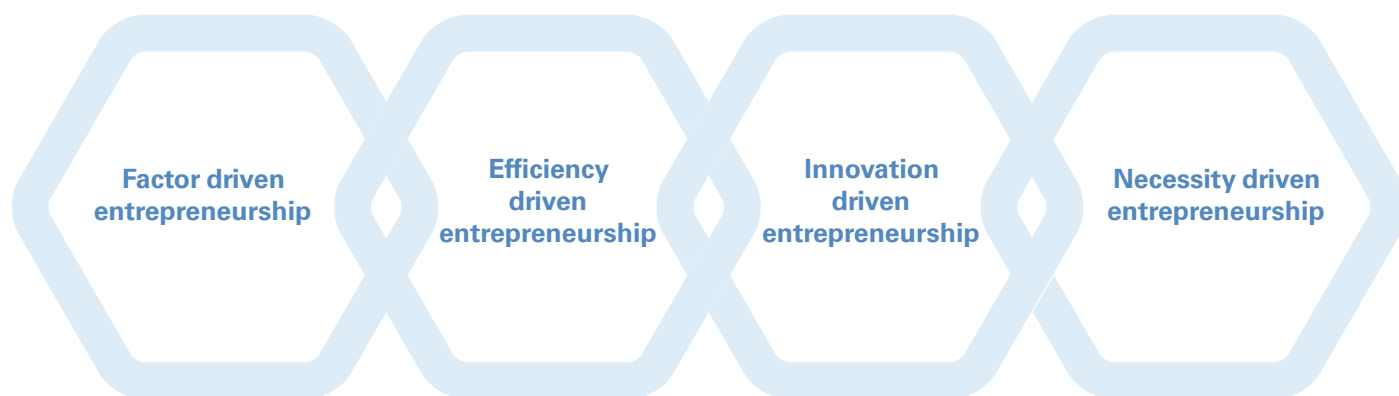 Factor driven
entrepreneurship
Efficiency
driven
entrepreneurship
Innovation
driven
entrepreneurship
Necessity driven
entrepreneurship